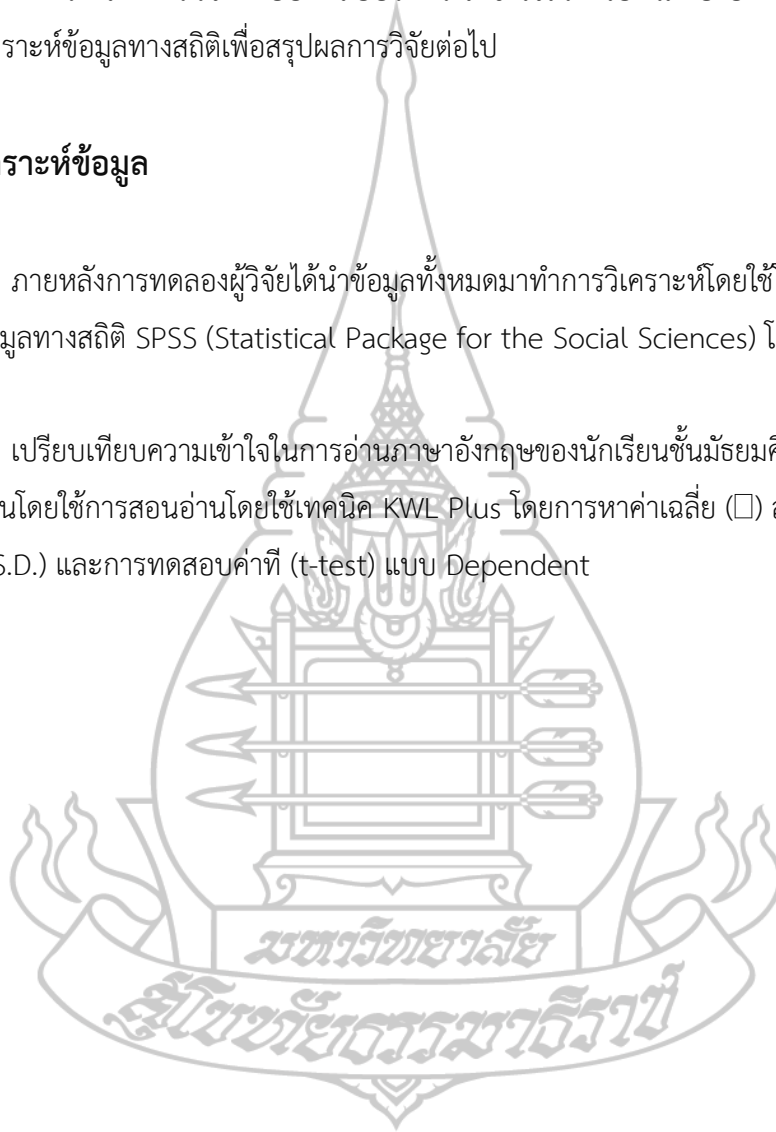 ราะห์ข้อมูลทางสถิติเพื่อสรุปผลการวิจัยต่อไป
คราะห์ข้อมูล
ภายหลังการทดลองผู้วิจัยได้นำข้อมูลทั้งหมดมาทำการวิเคราะห์โดยใช้
มูลทางสถิติ SPSS (Statistical Package for the Social Sciences) โ
เปรียบเทียบความเข้าใจในการอ่านภาษาอังกฤษของนักเรียนชั้นมัธยมศึ
นโดยใช้การสอนอ่านโดยใช้เทคนิค KWL Plus โดยการหาค่าเฉลี่ย (□)
S.D.) และการทดสอบค่าที (t-test) แบบ Dependent
มหาวิทยาลัย
สุโขทัยธรรมาธิราช